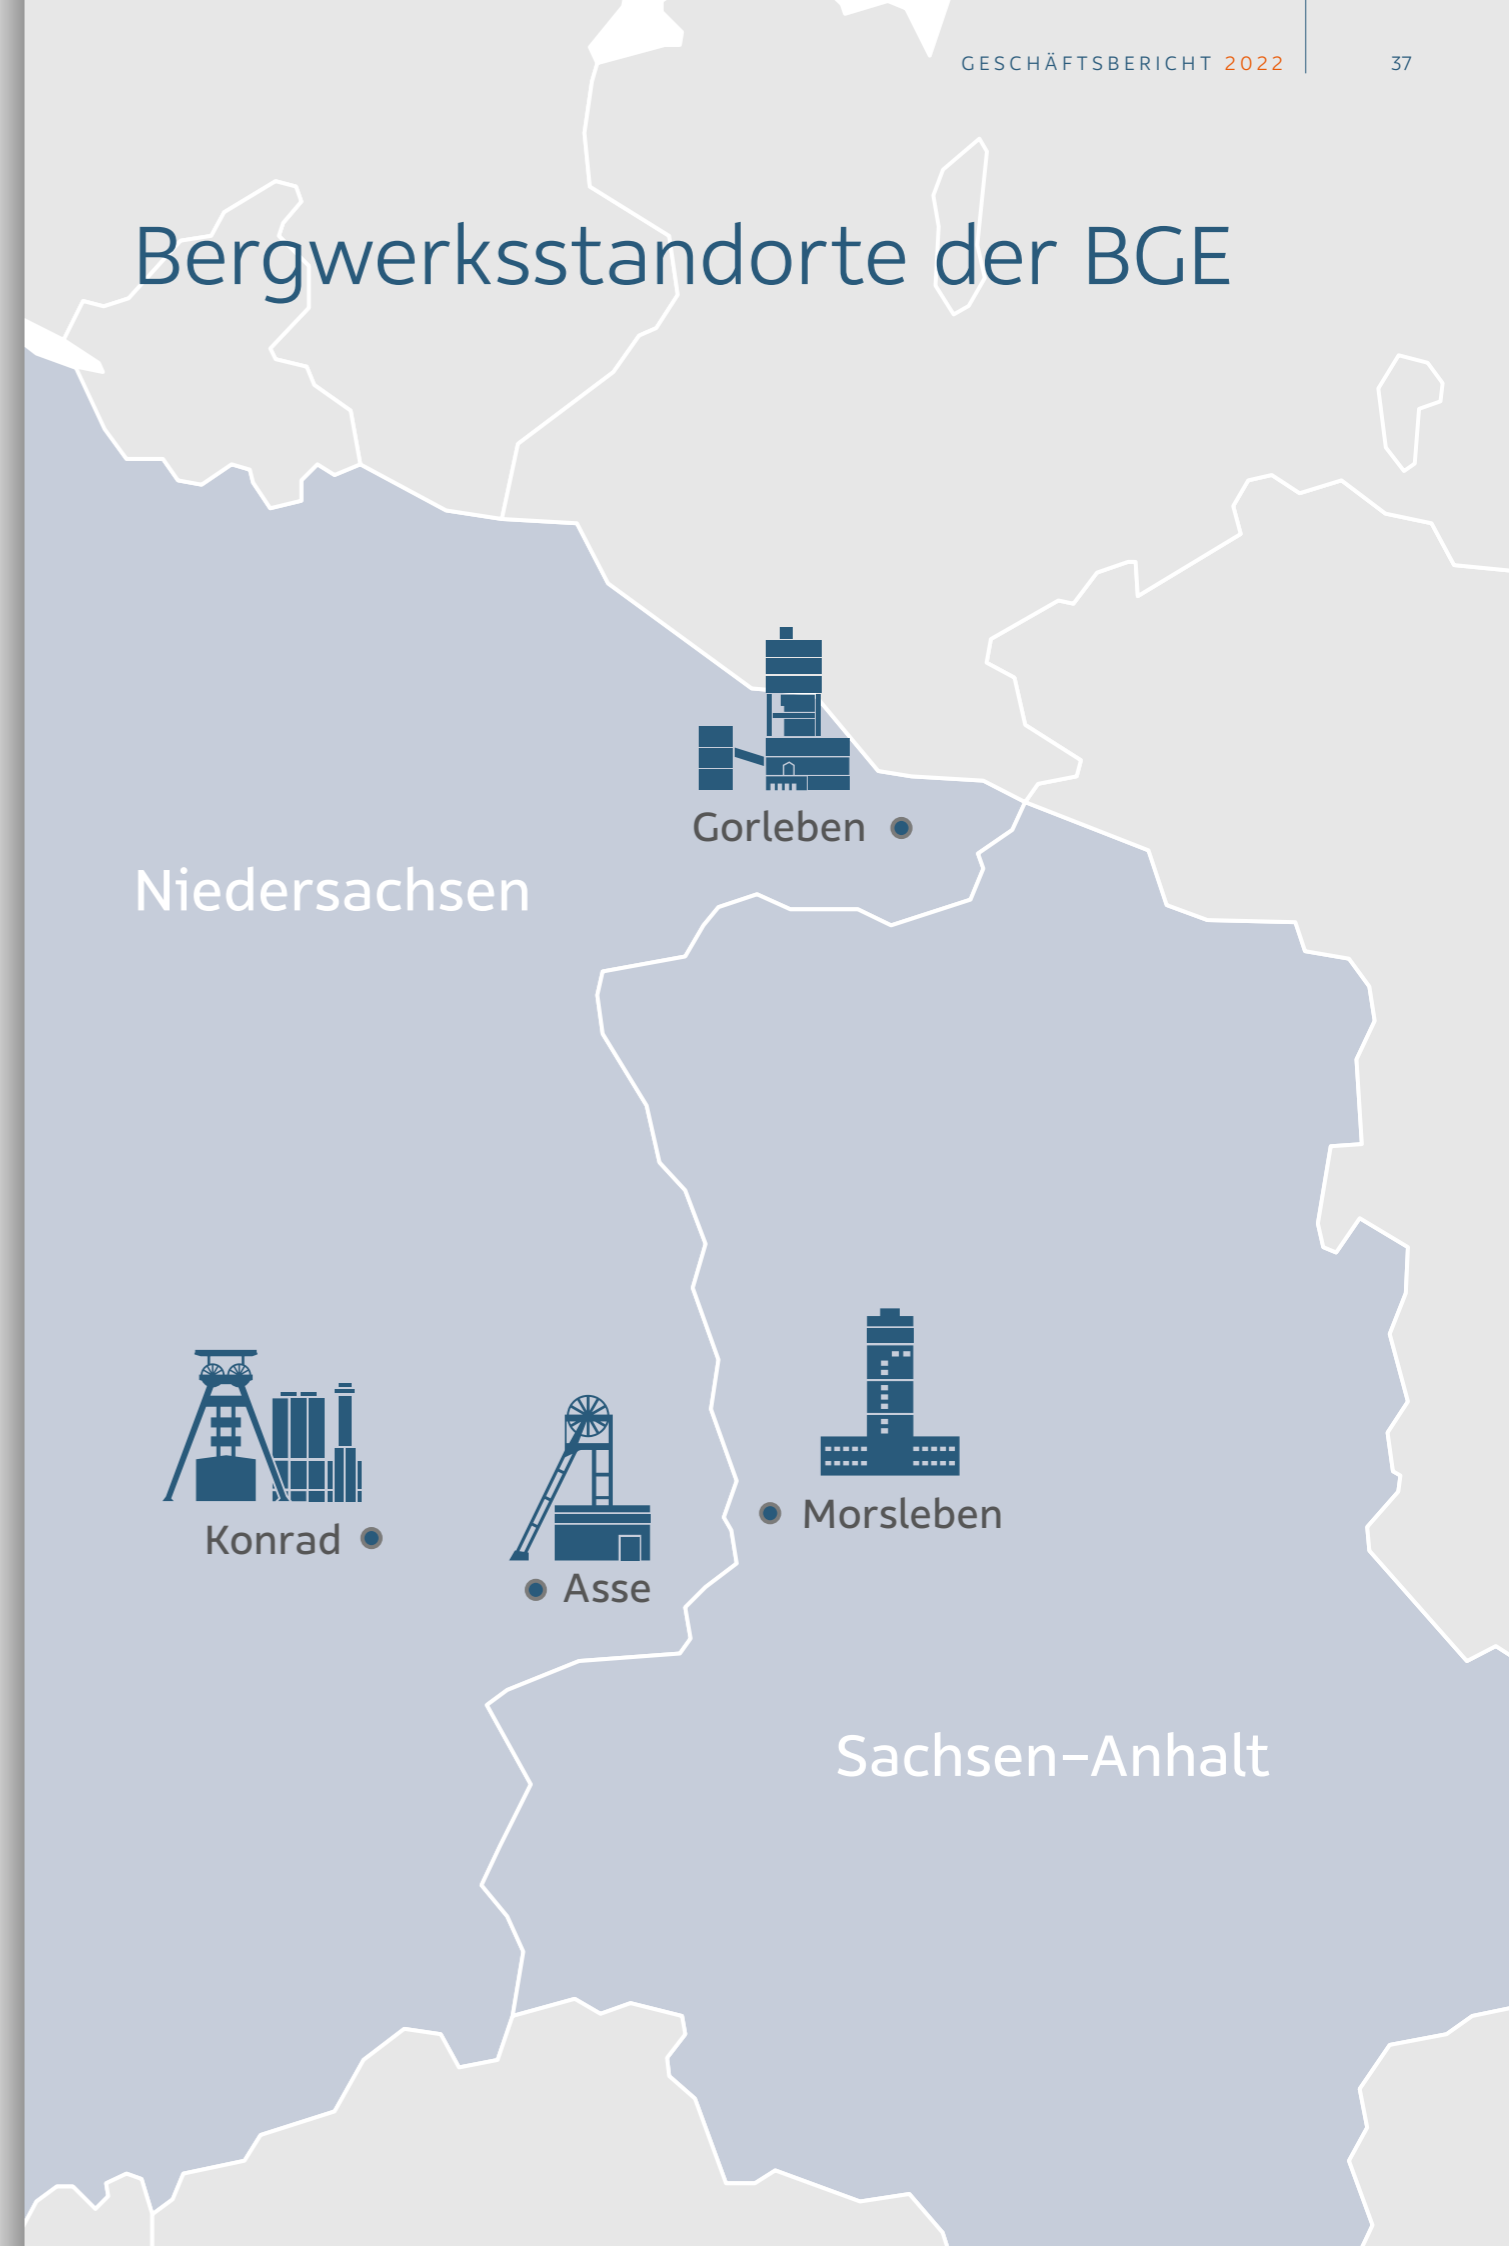 GESCHÄFTSBERICHT 2022
37
Bergwerksstandorte der BGE
Gorleben
Niedersachsen
Morsleben
Konrad
Asse
Sachsen-Anhalt